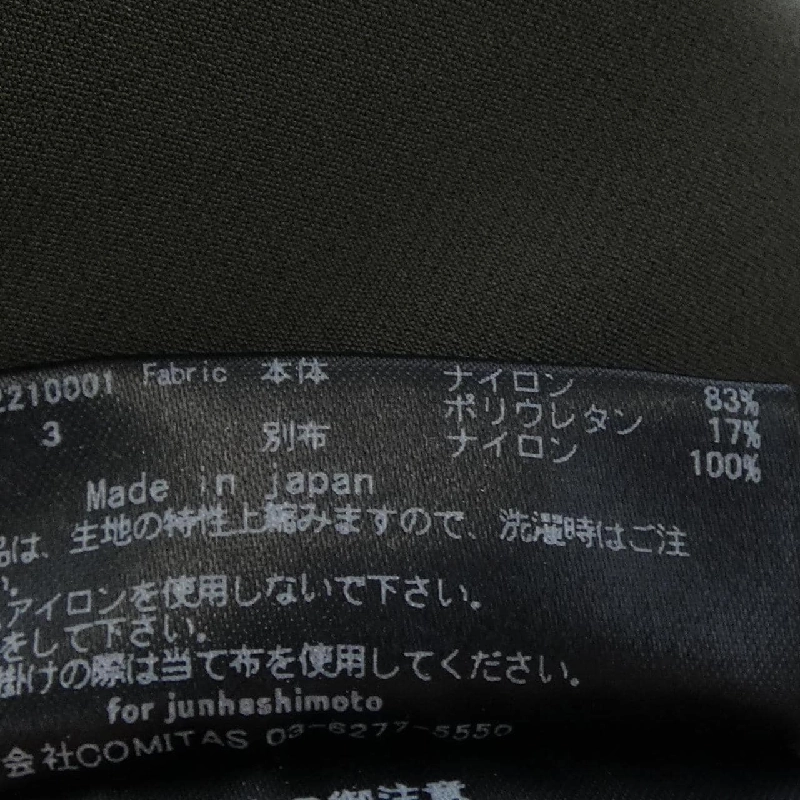 2210001 Fabric 本体 ナイロン 83%
ポリウレタン 17%
3 別布 ナイロン 100%
Made in japan
品は、生地の特性上縮みますので、洗濯時はご注
い。
アイロンを使用しないで下さい。
をして下さい。
掛けの際は当て布を使用してください。
for junhashimoto
会社COMITAS 03-6277-5550
御注意